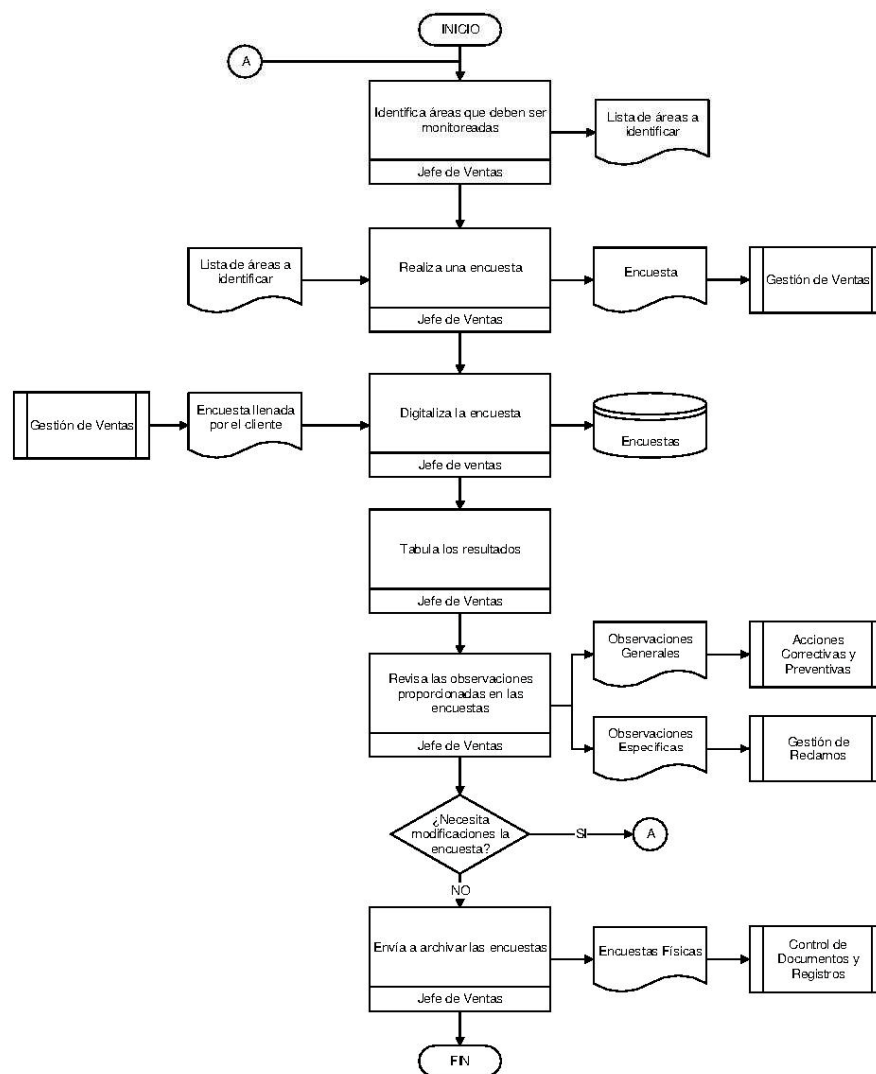 INICIO
A
Identifica áreas que deben ser
monitoreadas
Jefe de Ventas
Lista de áreas a
identificar
Lista de áreas a
identificar
Realiza una encuesta
Jefe de Ventas
Encuesta
Gestión de Ventas
Gestión de Ventas
Encuesta llenada
por el cliente
Digitaliza la encuesta
Jefe de ventas
Encuestas
Tabula los resultados
Jefe de Ventas
Revisa las observaciones
proporcionadas en las
encuestas
Jefe de Ventas
Observaciones
Generales
Acciones
Correctivas y
Preventivas
Observaciones
Especificas
Gestión de
Reclamos
¿Necesita
modificaciones la
encuesta?
SI
A
NO
Envía a archivar las encuestas
Jefe de Ventas
Encuestas Físicas
Control de
Documentos y
Registros
FIN